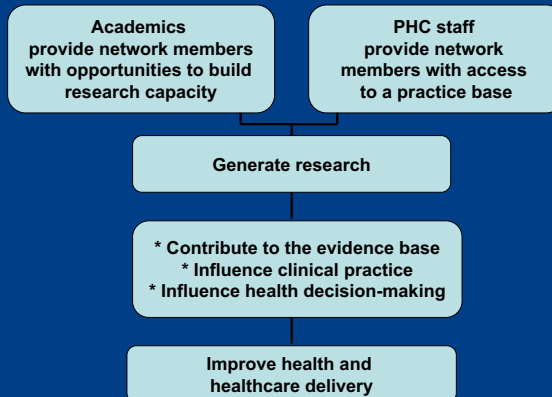 Academics
provide network members
with opportunities to build
research capacity
PHC staff
provide network
members with access
to a practice base
Generate research
* Contribute to the evidence base
* Influence clinical practice
* Influence health decision-making
Improve health and
healthcare delivery